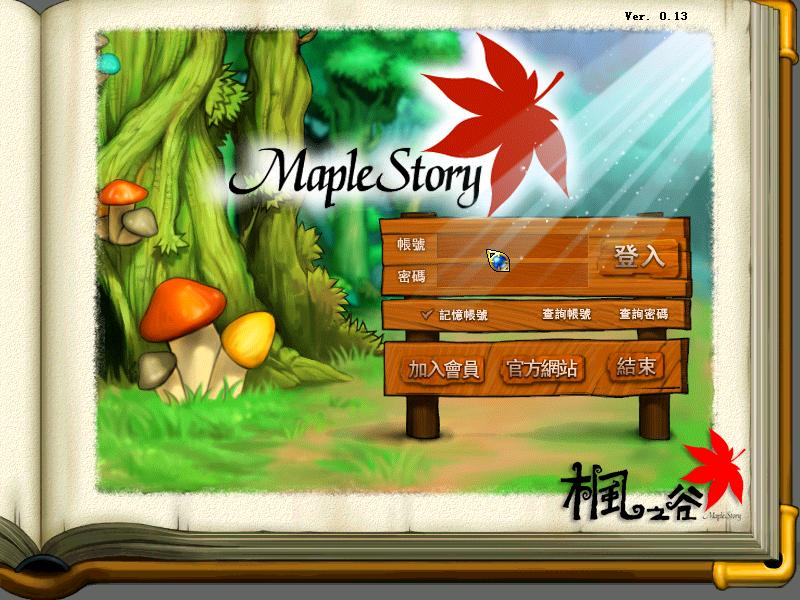 Ver. 0.13
MapleStory
帳號
登入
密碼
記憶帳號 查詢帳號 查詢密碼
加入會員 官方網站 結束
楓之谷
MapleStory